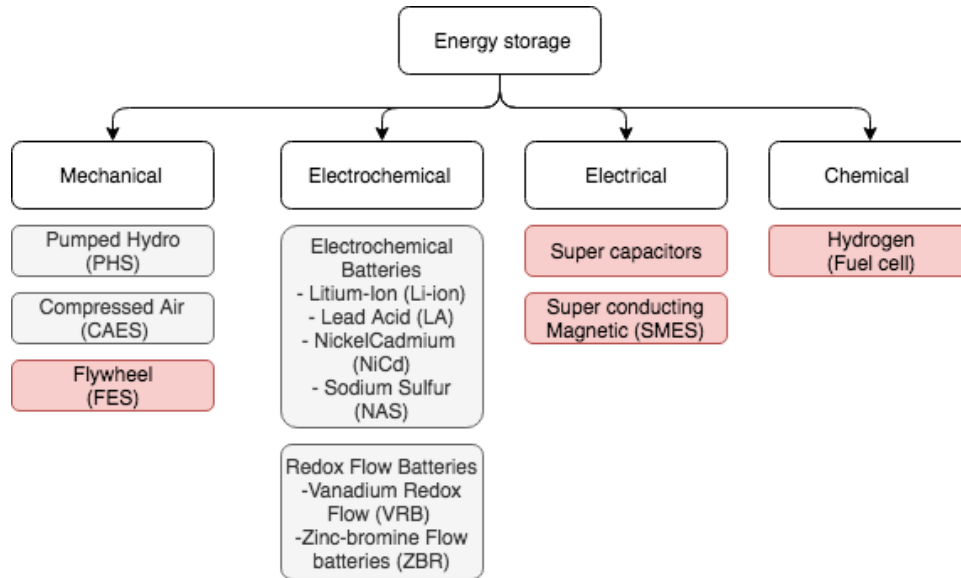 Energy storage
Mechanical
Electrochemical
Electrical
Chemical
Pumped Hydro
(PHS)
Compressed Air
(CAES)
Flywheel
(FES)
Electrochemical
Batteries
- Litium-Ion (Li-ion)
- Lead Acid (LA)
- NickelCadmium
(NiCd)
- Sodium Sulfur
(NAS)
Redox Flow Batteries
-Vanadium Redox
Flow (VRB)
-Zinc-bromine Flow
batteries (ZBR)
Super capacitors
Super conducting
Magnetic (SMES)
Hydrogen
(Fuel cell)